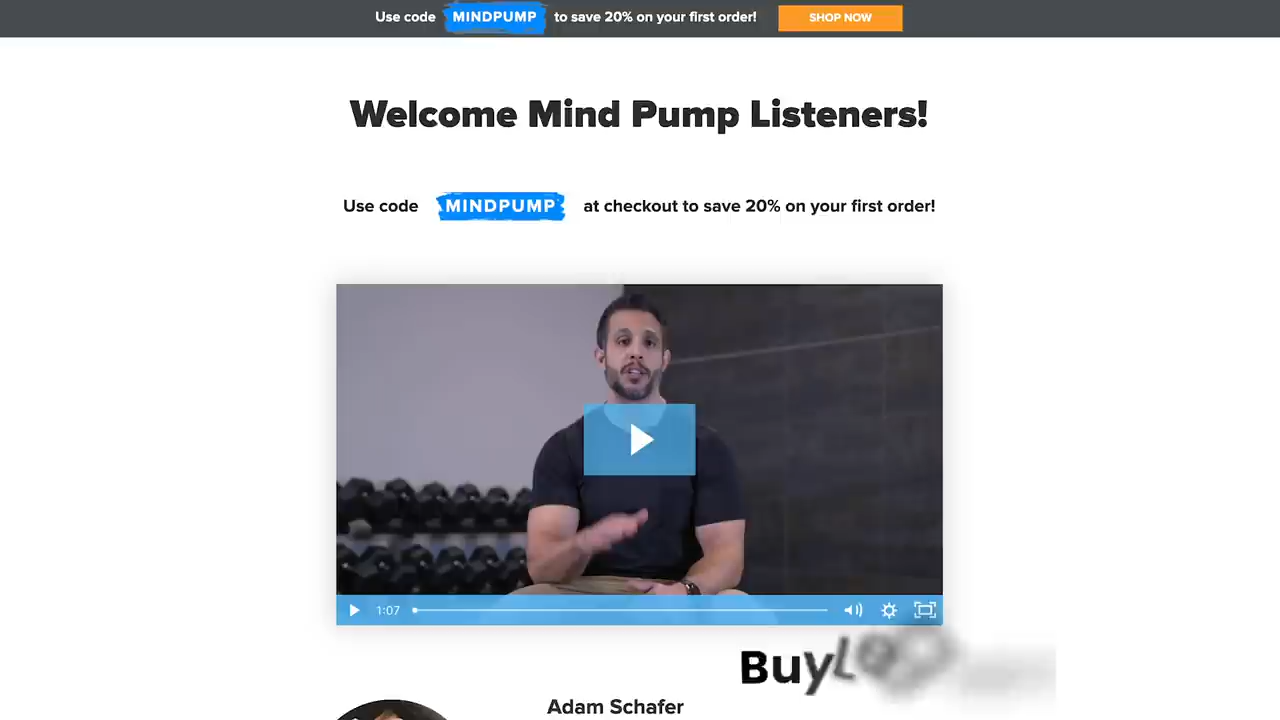 Use code MINDPUMP to save 20% on your first order! SHOP NOW
Welcome Mind Pump Listeners!
Use code MINDPUMP at checkout to save 20% on your first order!
1:07
Adam Schafer